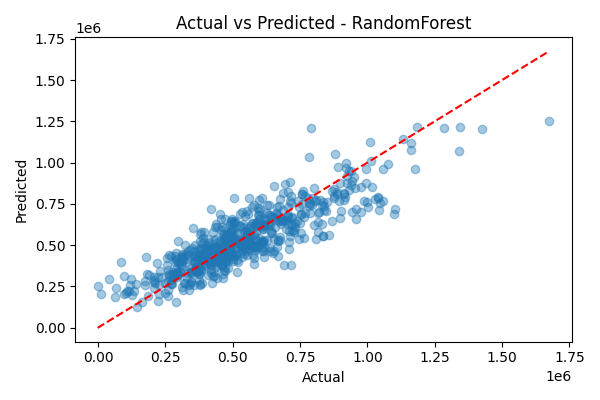 Actual vs Predicted - RandomForest
1e6
1.75
1.50
1.25
1.00
0.75
0.50
0.25
0.00
Predicted
0.00 0.25 0.50 0.75 1.00 1.25 1.50 1.75
Actual
1e6